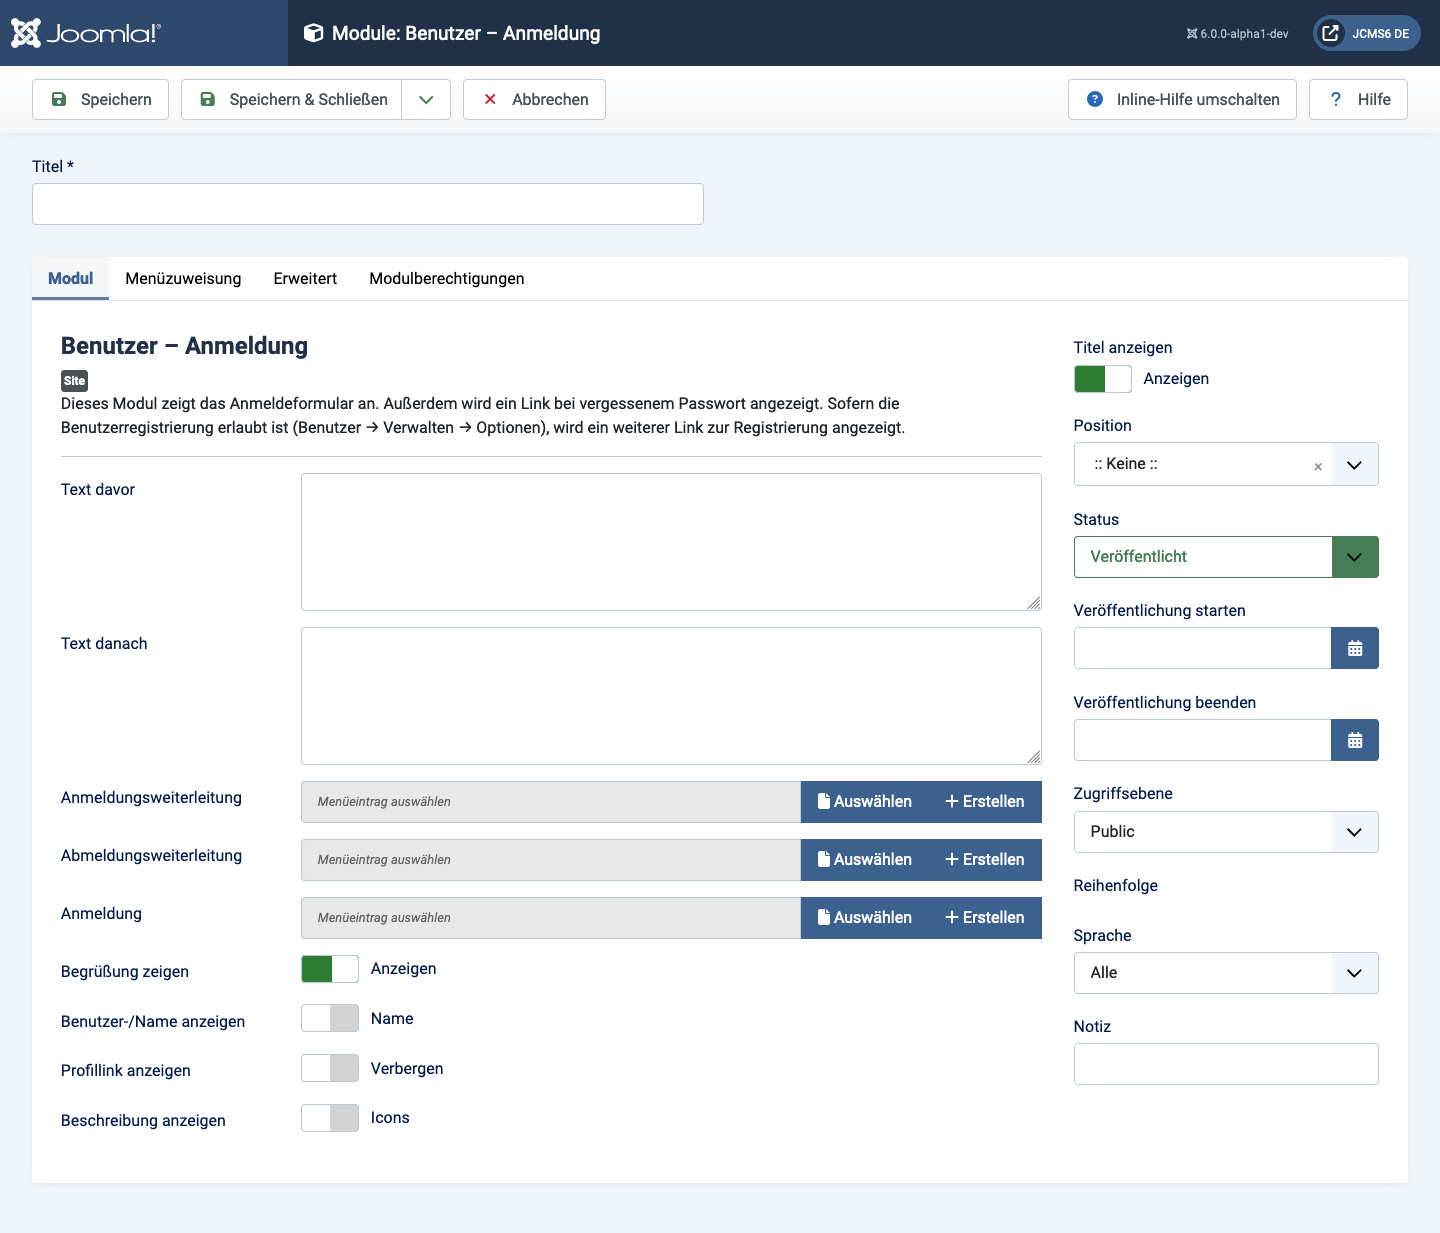 Joomla!®
Module: Benutzer – Anmeldung
6.0.0-alpha1-dev
JCMS6 DE
Speichern
Speichern & Schließen
Abbrechen
Inline-Hilfe umschalten
? Hilfe
Titel *
Modul
Menüzuweisung
Erweitert
Modulberechtigungen
Benutzer – Anmeldung
Site
Dieses Modul zeigt das Anmeldeformular an. Außerdem wird ein Link bei vergessenem Passwort angezeigt. Sofern die
Benutzerregistrierung erlaubt ist (Benutzer → Verwalten → Optionen), wird ein weiterer Link zur Registrierung angezeigt.
Text davor
Text danach
Anmeldungsweiterleitung
Menüeintrag auswählen
Auswählen
+ Erstellen
Abmeldungsweiterleitung
Menüeintrag auswählen
Auswählen
+ Erstellen
Anmeldung
Menüeintrag auswählen
Auswählen
+ Erstellen
Begrüßung zeigen
Anzeigen
Benutzer-/Name anzeigen
Name
Profillink anzeigen
Verbergen
Beschreibung anzeigen
Icons
Titel anzeigen
Anzeigen
Position
:: Keine ::
×
Status
Veröffentlicht
Veröffentlichung starten
Veröffentlichung beenden
Zugriffsebene
Public
Reihenfolge
Sprache
Alle
Notiz